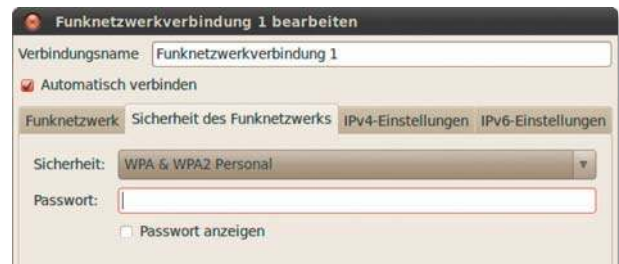 Funknetzwerkverbindung 1 bearbeiten
Verbindungsname Funknetzwerkverbindung 1
Automatisch verbinden
Funknetzwerk Sicherheit des Funknetzwerks IPv4-Einstellungen IPv6-Einstellungen
Sicherheit: WPA & WPA2 Personal
Passwort:
Passwort anzeigen